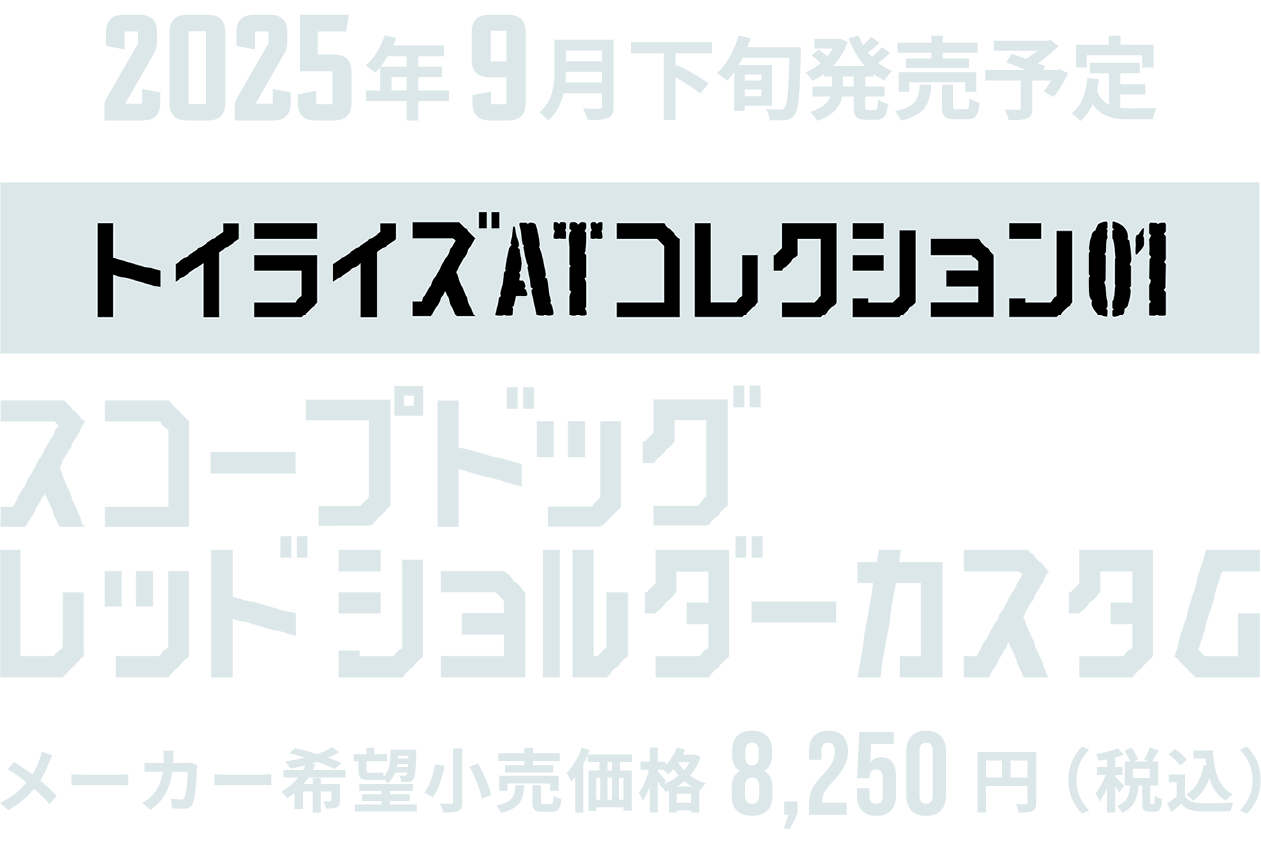 2025年9月下旬発売予定
トイライズATコレクション01
スコープドッグ
レッドショルダーカスタム
メーカー希望小売価格 8,250 円(税込)